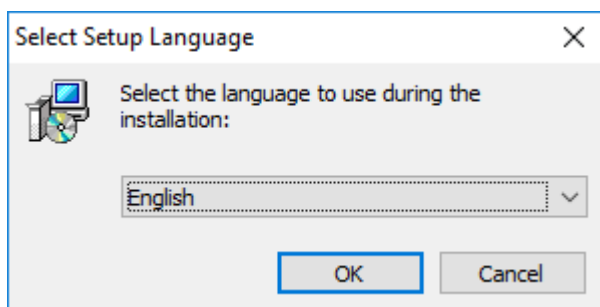 Select Setup Language
Select the language to use during the
installation:
English
OK
Cancel